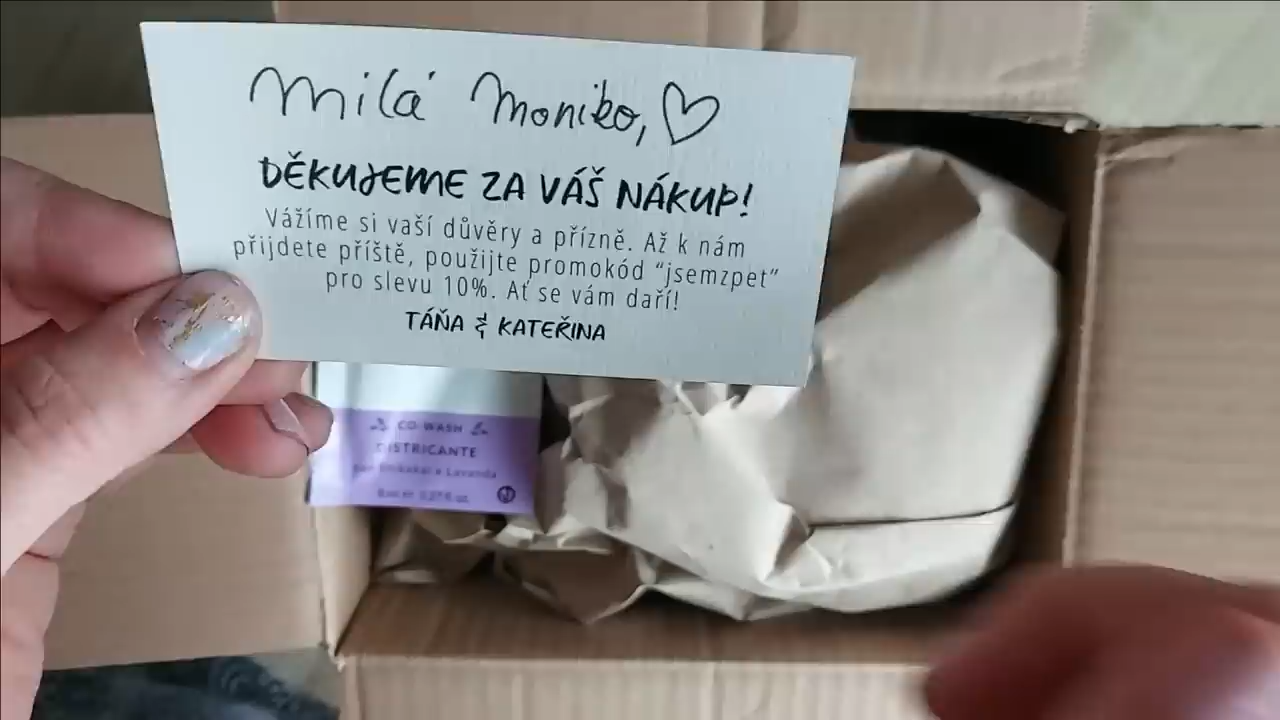 Milá Moniko,
DĚKUJEME ZA VÁŠ NÁKUP!
Vážíme si vaší důvěry a přízně. Až k nám
přijdete příště, použijte promokód “jsemzpet”
pro slevu 10%. Ať se vám daří!
TÁŇA & KATEŘINA
CO-WASH
DISTRICANTE
e Lavanda